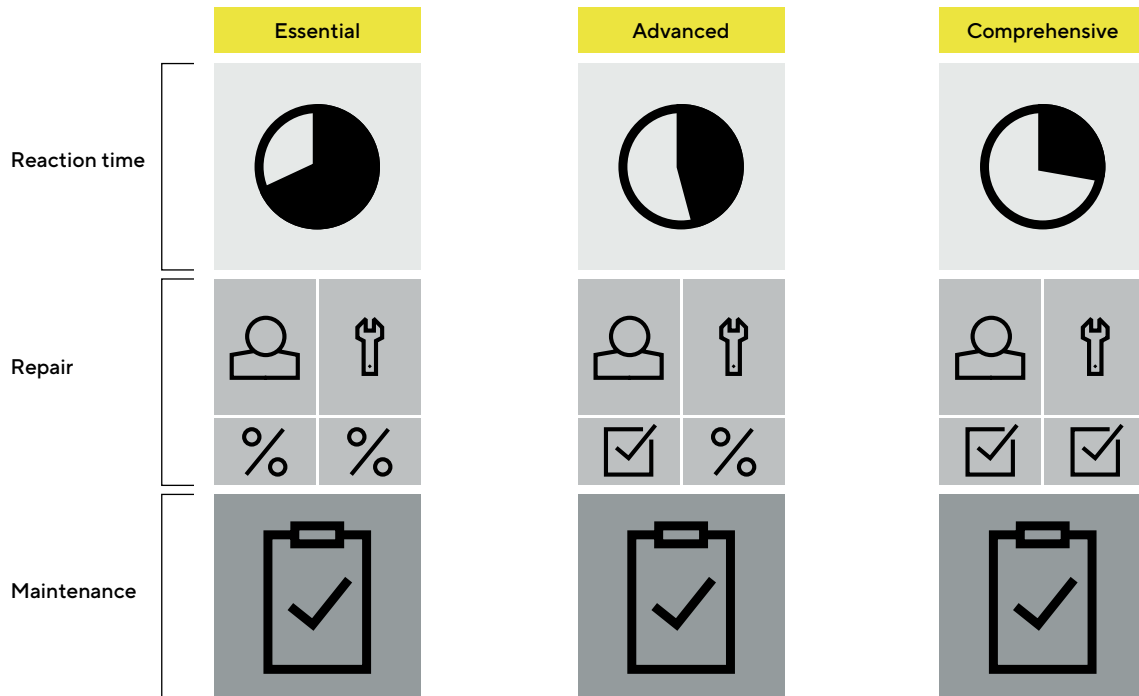 Essential
Advanced
Comprehensive
Reaction time
Repair
% % % 
Maintenance